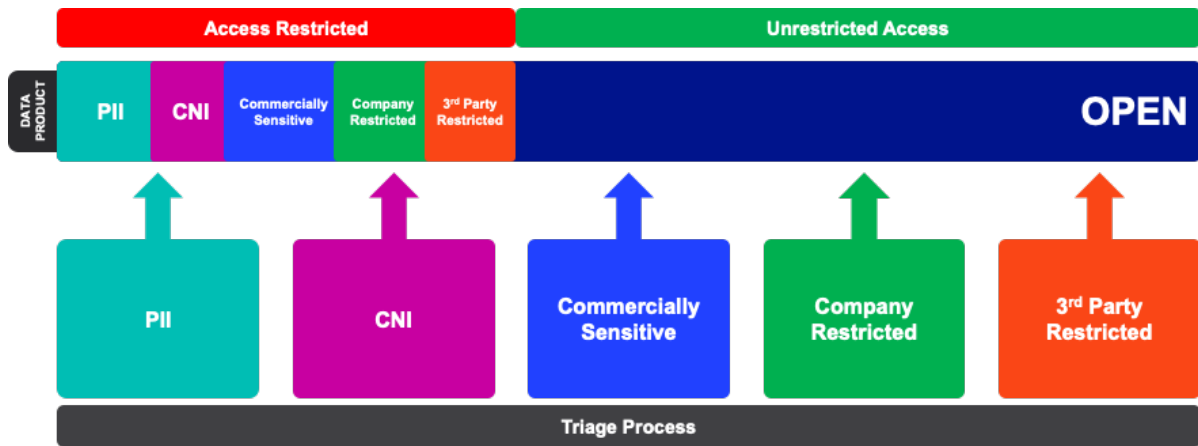 Access Restricted
Unrestricted Access
DATA
PRODUCT
PII
CNI
Commercially
Sensitive
Company
Restricted
3rd Party
Restricted
OPEN
PII
CNI
Commercially
Sensitive
Company
Restricted
3rd Party
Restricted
Triage Process